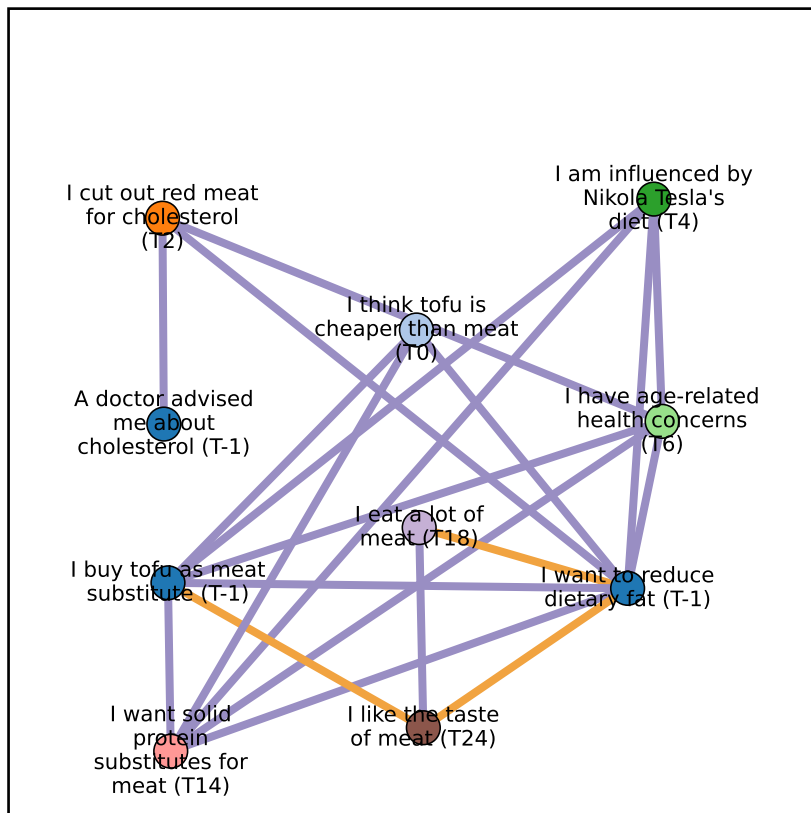 I am influenced by
Nikola Tesla's
diet (T4)
I cut out red meat
for cholesterol
(T2)
I think tofu is
cheaper than meat
(T0)
A doctor advised
me about
cholesterol (T-1)
I have age-related
health concerns
(T6)
I eat a lot of
meat (T18)
I buy tofu as meat
substitute (T-1)
I want to reduce
dietary fat (T-1)
I want solid
protein
substitutes for
meat (T14)
I like the taste
of meat (T24)